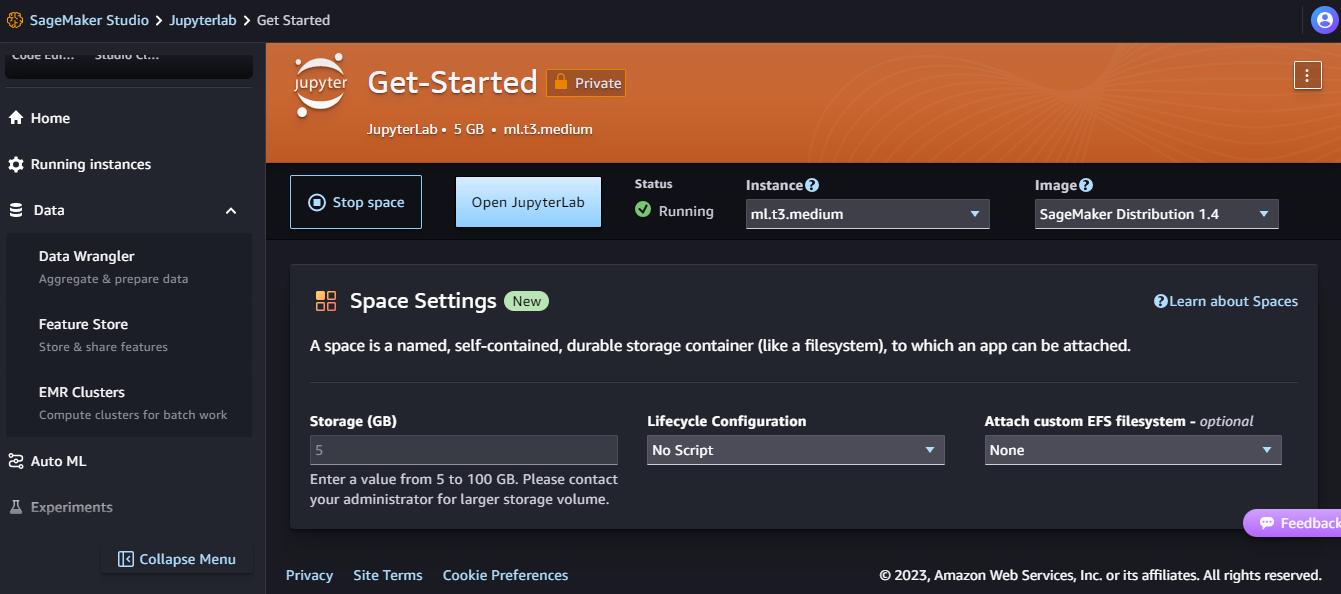 SageMaker Studio > Jupyterlab > Get Started
Code Edi... Studio Cl...
Home
Running instances
Data
Data Wrangler
Aggregate & prepare data
Feature Store
Store & share features
EMR Clusters
Compute clusters for batch work
Auto ML
Experiments
Collapse Menu
jupyter
Get-Started
Private
JupyterLab • 5 GB • ml.t3.medium
Stop space
Open JupyterLab
Status
Running
Instance
ml.t3.medium
Image
SageMaker Distribution 1.4
Space Settings New
Learn about Spaces
A space is a named, self-contained, durable storage container (like a filesystem), to which an app can be attached.
Storage (GB)
5
Enter a value from 5 to 100 GB. Please contact
your administrator for larger storage volume.
Lifecycle Configuration
No Script
Attach custom EFS filesystem - optional
None
Feedback
Privacy Site Terms Cookie Preferences
© 2023, Amazon Web Services, Inc. or its affiliates. All rights reserved.